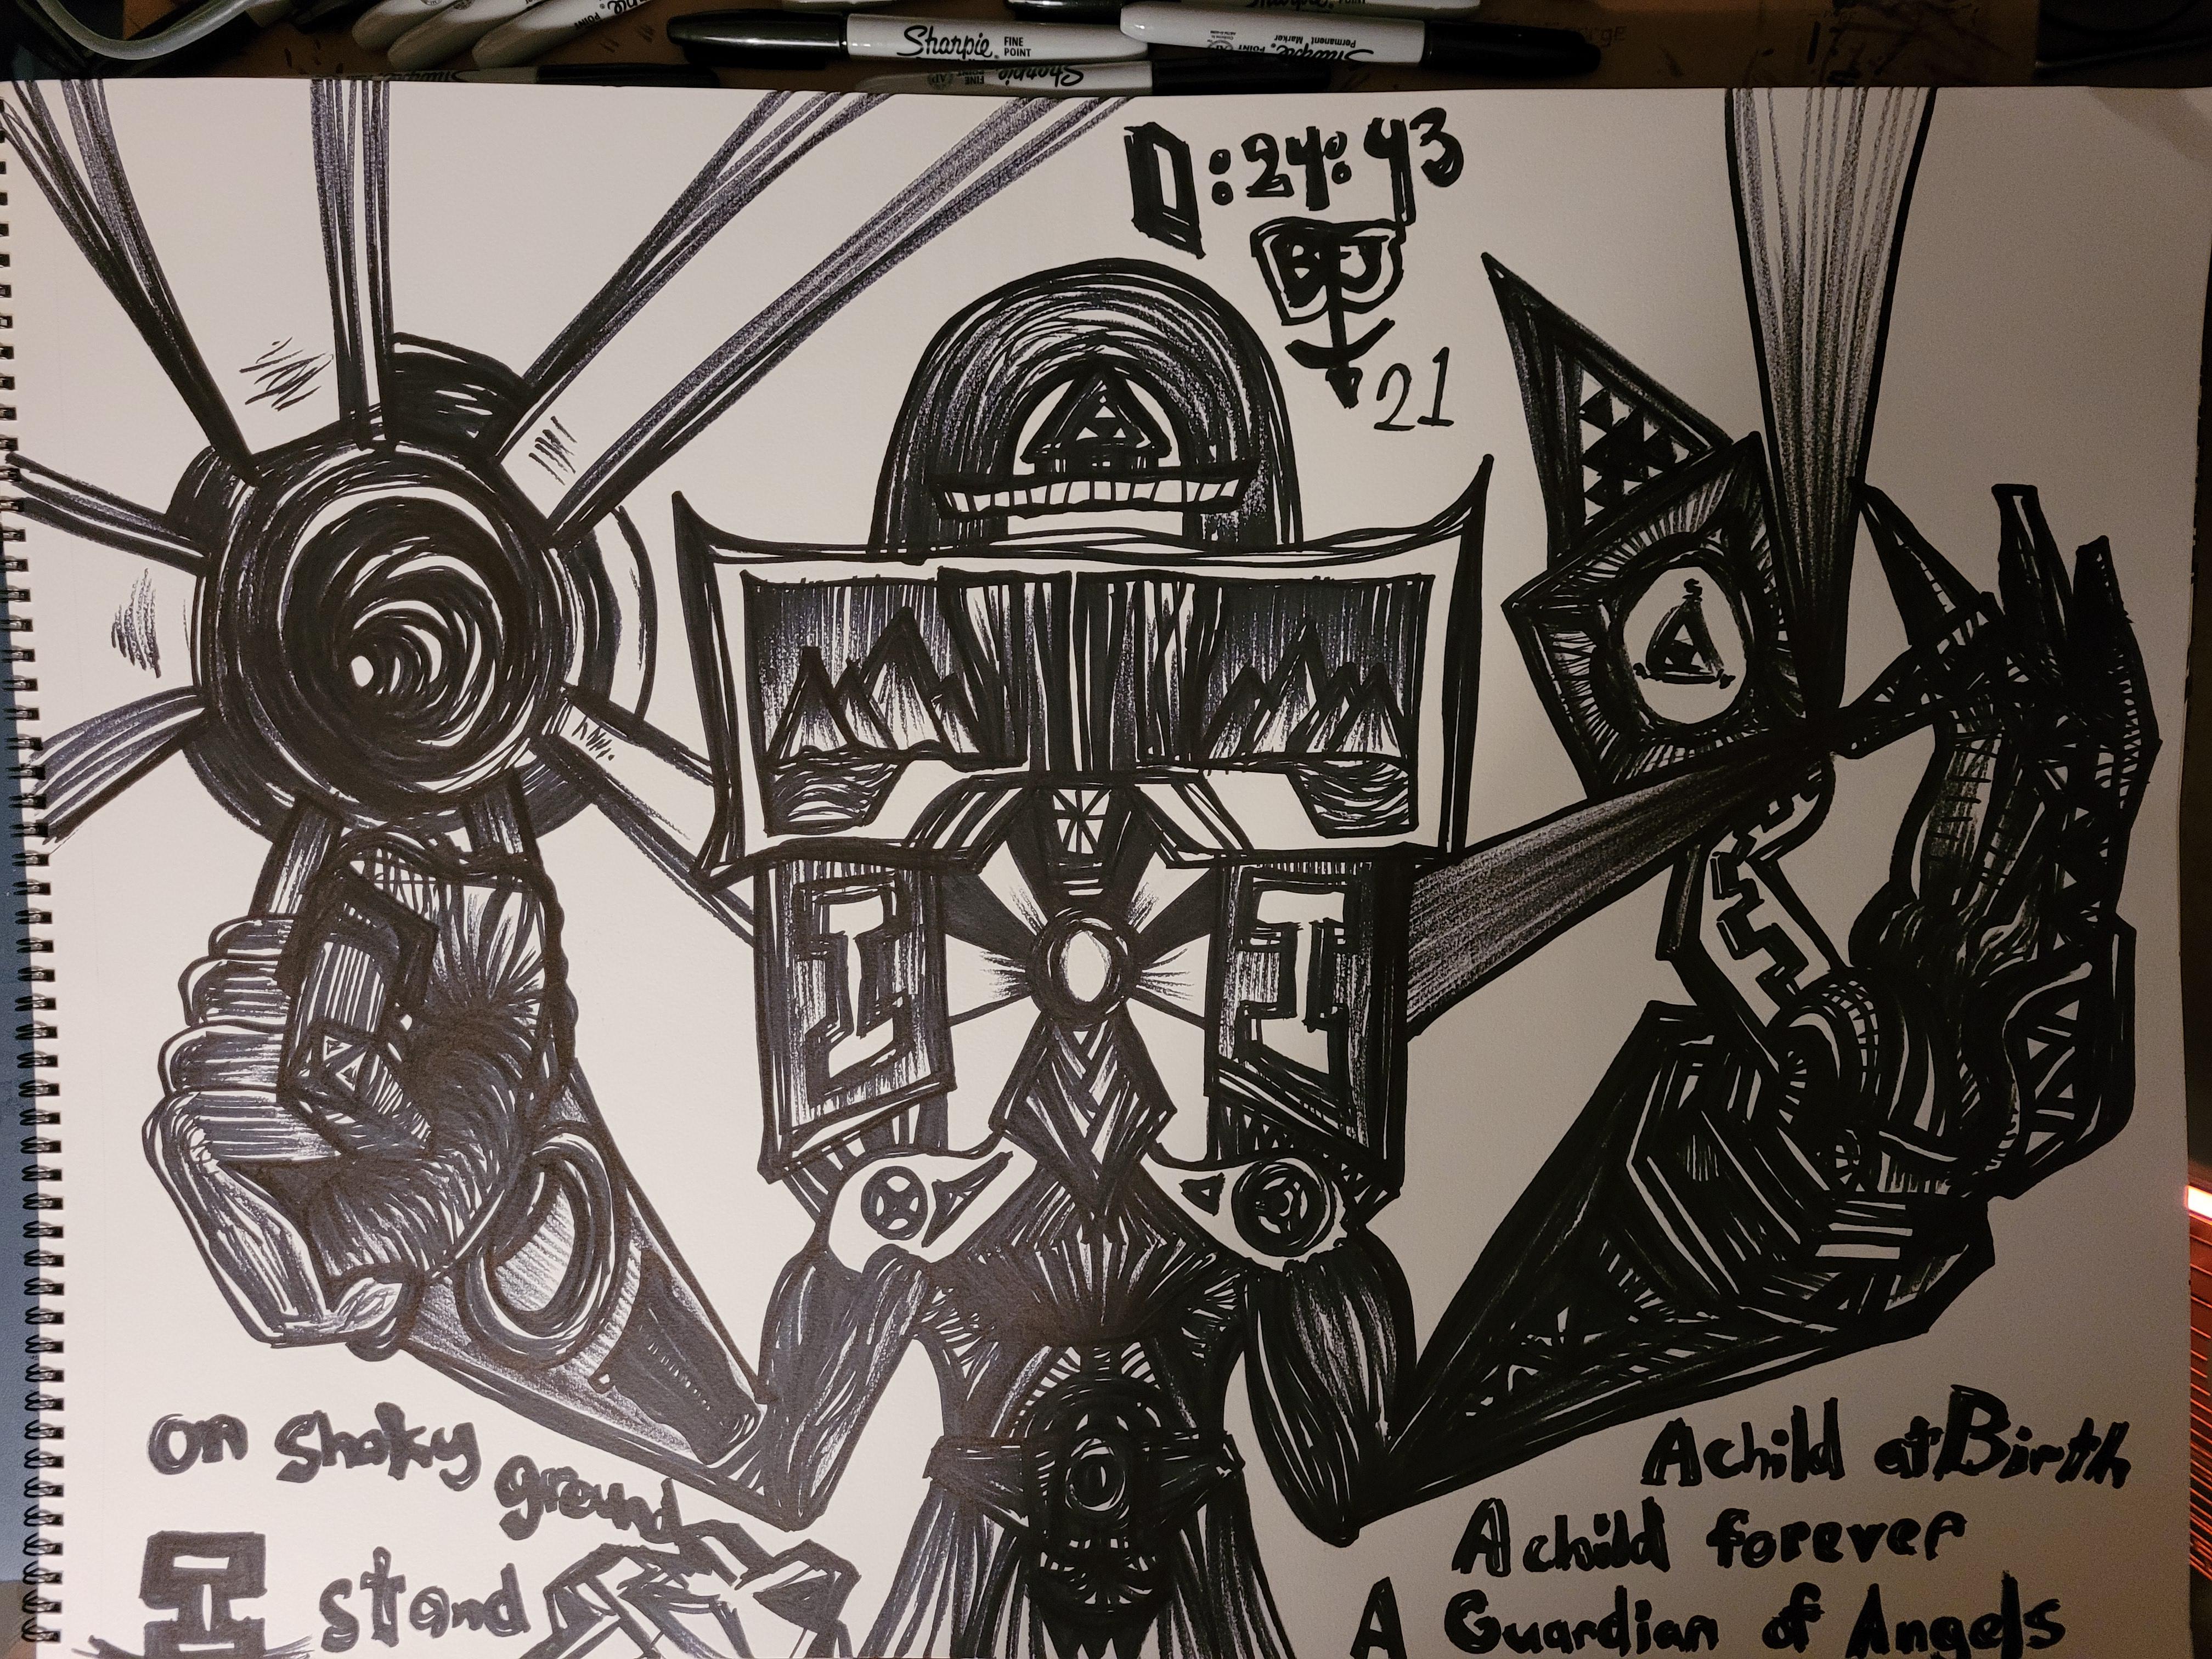 Sharpie FINE POINT
Sharpie FINE POINT
Permanent Marker
Sharpie FINE POINT
0:24:43
BJ
21
S
On Shaky
ground
I stand
A child at Birth
A child forever
A Guardian of Angels